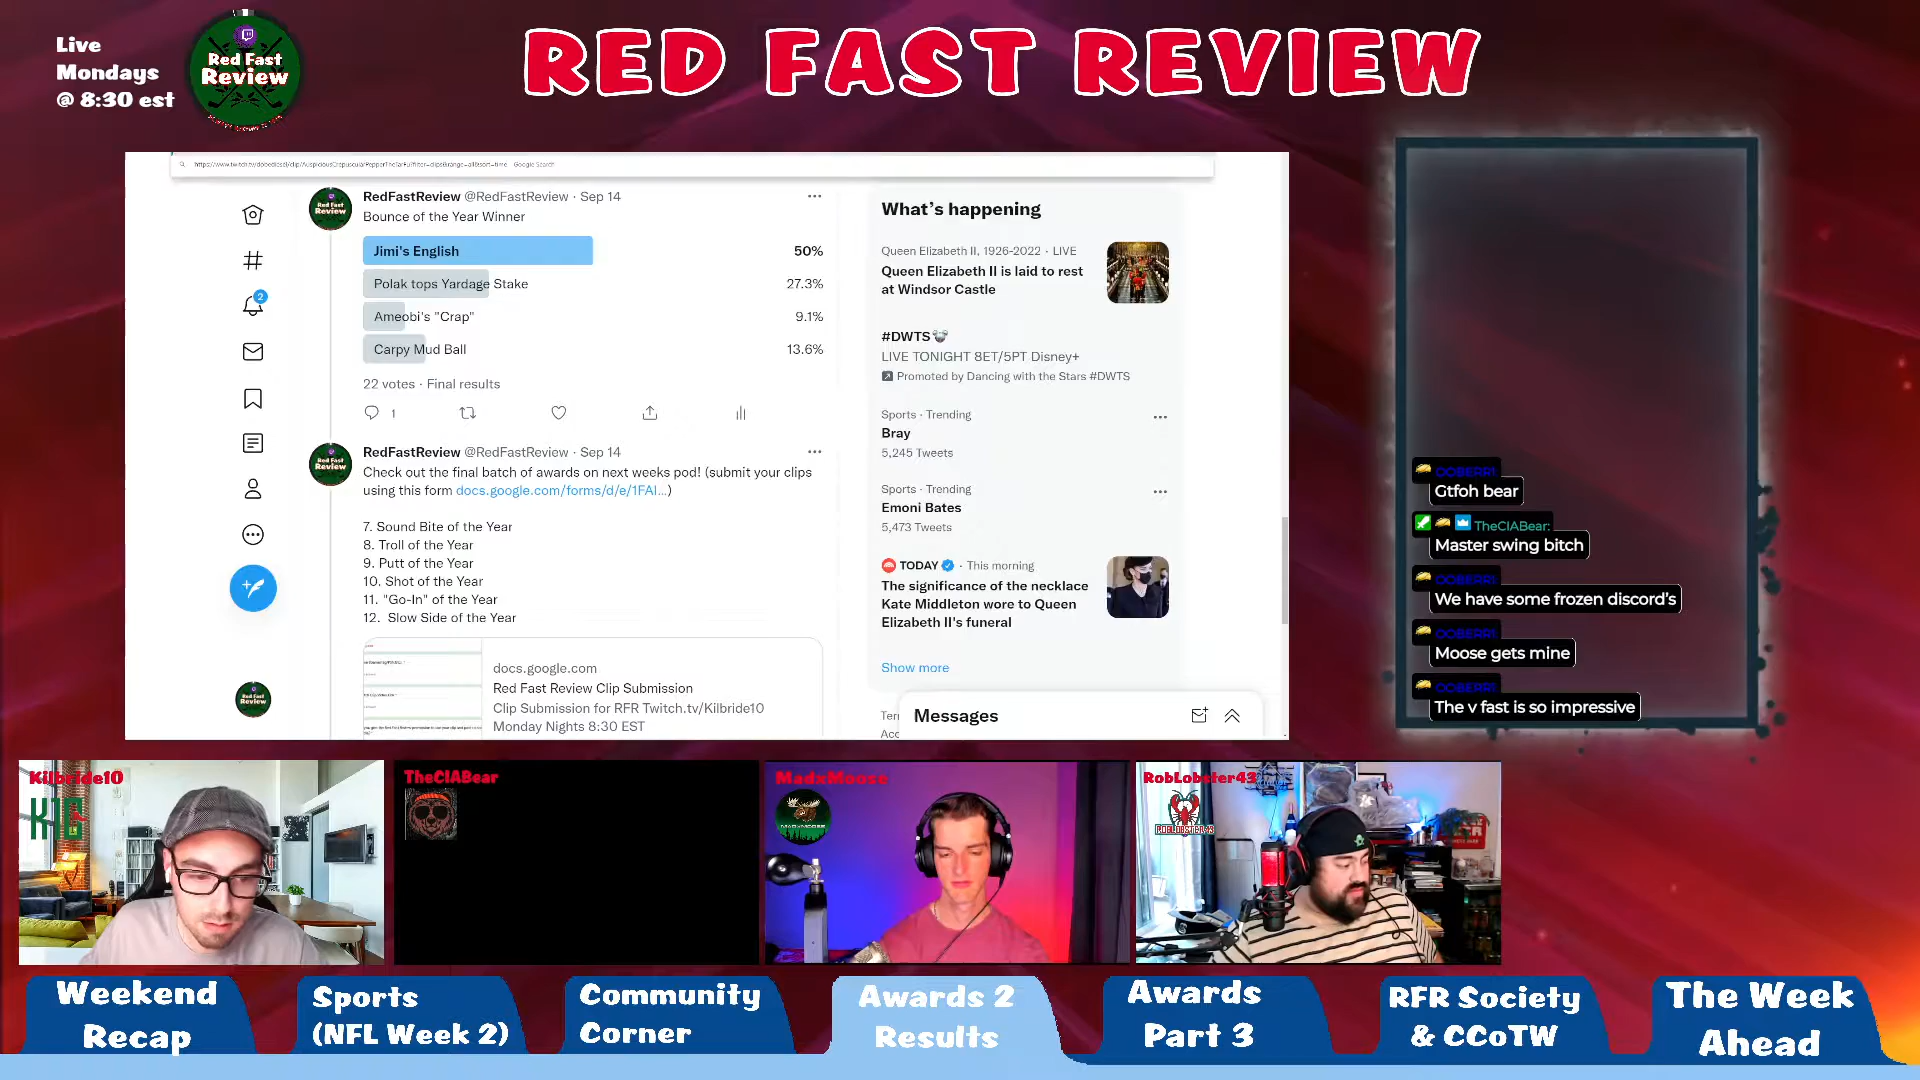 Live
Mondays
@ 8:30 est
Red Fast
Review
RED FAST REVIEW
RedFastReview @RedFastReview · Sep 14
Bounce of the Year Winner
Jimi's English 50%
Polak tops Yardage Stake 27.3%
Ameobi's "Crap" 9.1%
Carpy Mud Ball 13.6%
22 votes · Final results
1
RedFastReview @RedFastReview · Sep 14
Check out the final batch of awards on next weeks pod! (submit your clips
using this form docs.google.com/forms/d/e/1FAI...)
7. Sound Bite of the Year
8. Troll of the Year
9. Putt of the Year
10. Shot of the Year
11. "Go-In" of the Year
12. Slow Side of the Year
docs.google.com
Red Fast Review Clip Submission
Clip Submission for RFR Twitch.tv/Kilbride10
Monday Nights 8:30 EST
2
What's happening
Queen Elizabeth II, 1926-2022 · LIVE
Queen Elizabeth II is laid to rest
at Windsor Castle
#DWTS
LIVE TONIGHT 8ET/5PT Disney+
Promoted by Dancing with the Stars #DWTS
Sports · Trending
Bray
5,245 Tweets
Sports · Trending
Emoni Bates
5,473 Tweets
TODAY · This morning
The significance of the necklace
Kate Middleton wore to Queen
Elizabeth II's funeral
Show more
Messages
OOBERR1
Gtfoh bear
TheCIABear:
Master swing bitch
OOBERR1
We have some frozen discord's
OOBERR1
Moose gets mine
OOBERR1
The v fast is so impressive
Kilbride10
K10
TheCIABear
MadxMoose
RobLobster43
Weekend
Recap
Sports
(NFL Week 2)
Community
Corner
Awards 2
Results
Awards
Part 3
RFR Society
& CCoTW
The Week
Ahead